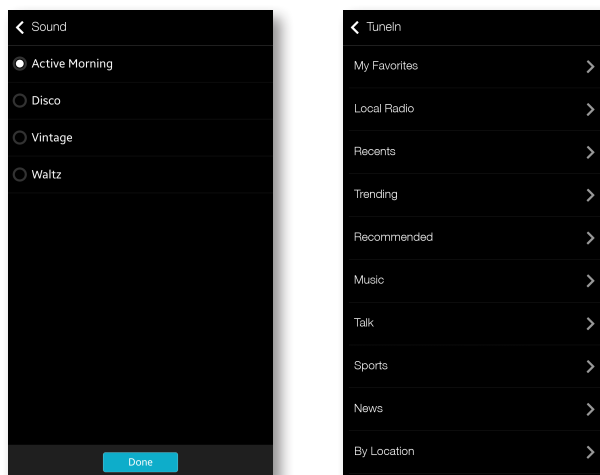 Sound
Active Morning
Disco
Vintage
Waltz
Done
TuneIn
My Favorites
Local Radio
Recents
Trending
Recommended
Music
Talk
Sports
News
By Location